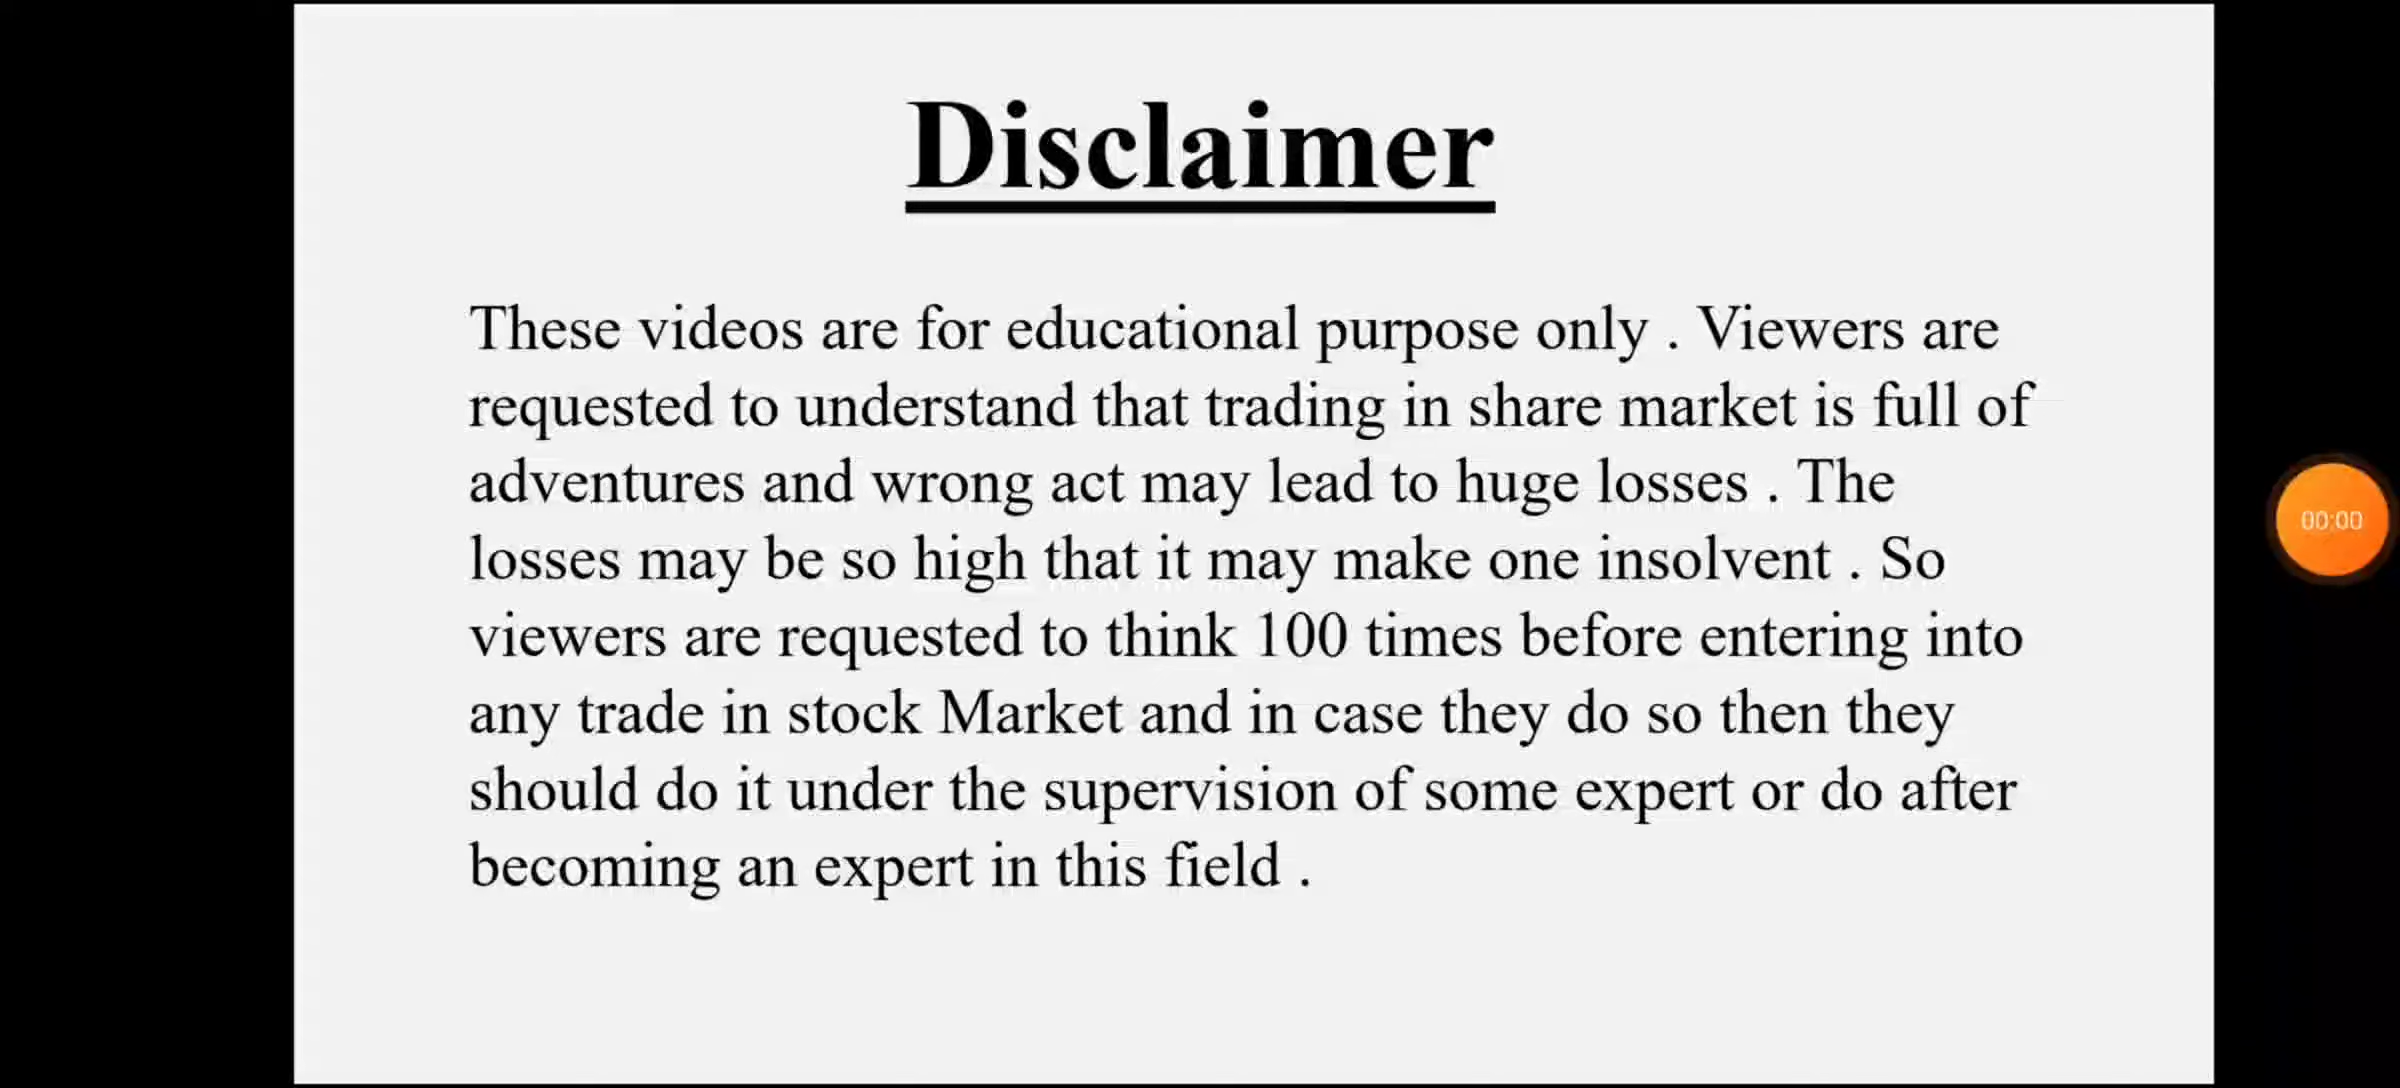 Disclaimer
These videos are for educational purpose only . Viewers are
requested to understand that trading in share market is full of
adventures and wrong act may lead to huge losses . The
losses may be so high that it may make one insolvent . So
viewers are requested to think 100 times before entering into
any trade in stock Market and in case they do so then they
should do it under the supervision of some expert or do after
becoming an expert in this field .
00:00